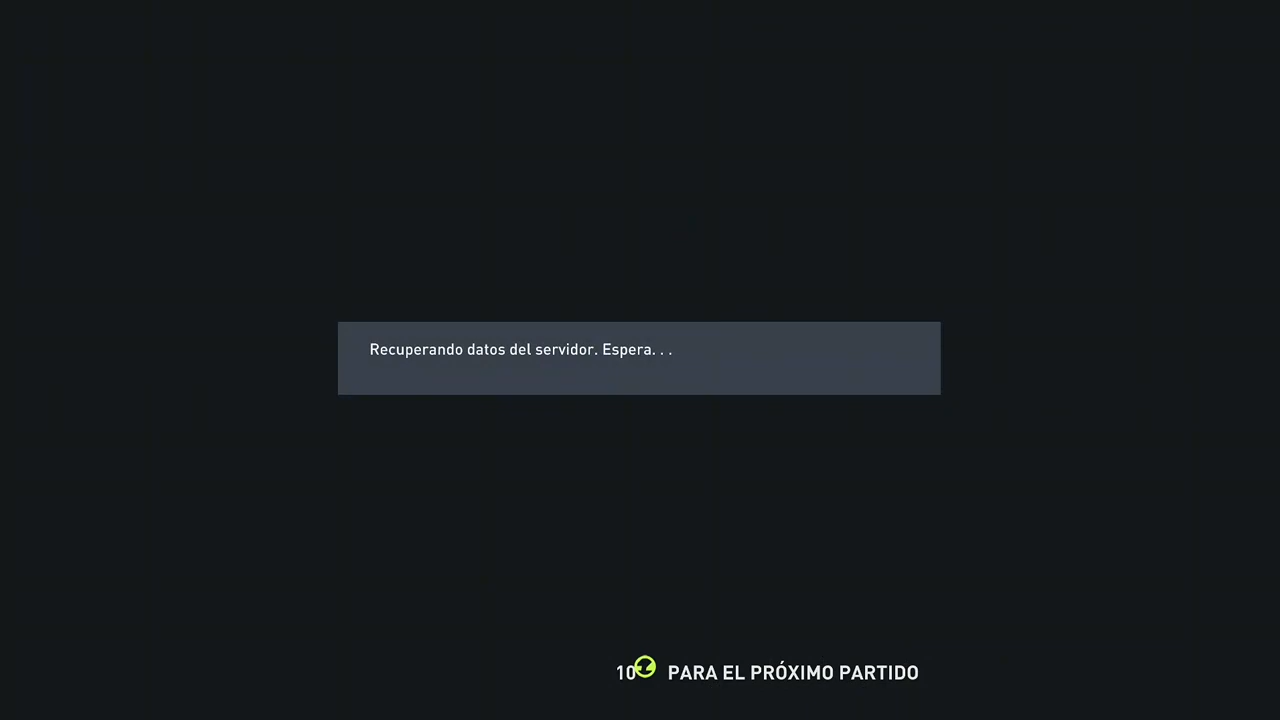 Recuperando datos del servidor. Espera. . .
10 PARA EL PRÓXIMO PARTIDO